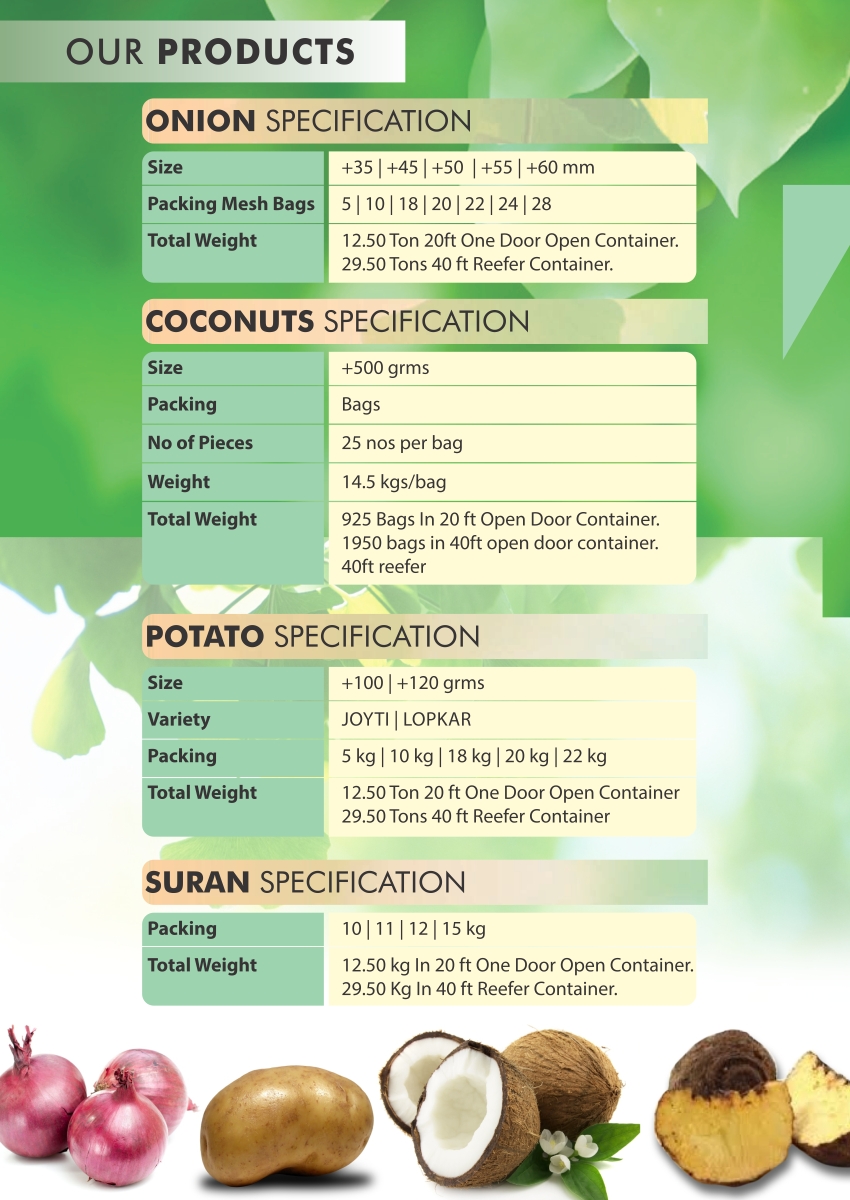 OUR PRODUCTS
ONION SPECIFICATION
Size +35 | +45 | +50 | +55 | +60 mm
Packing Mesh Bags 5 | 10 | 18 | 20 | 22 | 24 | 28
Total Weight 12.50 Ton 20ft One Door Open Container.
29.50 Tons 40 ft Reefer Container.
COCONUTS SPECIFICATION
Size +500 grms
Packing Bags
No of Pieces 25 nos per bag
Weight 14.5 kgs/bag
Total Weight 925 Bags In 20 ft Open Door Container.
1950 bags in 40ft open door container.
40ft reefer
POTATO SPECIFICATION
Size +100 | +120 grms
Variety JOYTI | LOPKAR
Packing 5 kg | 10 kg | 18 kg | 20 kg | 22 kg
Total Weight 12.50 Ton 20 ft One Door Open Container
29.50 Tons 40 ft Reefer Container
SURAN SPECIFICATION
Packing 10 | 11 | 12 | 15 kg
Total Weight 12.50 kg In 20 ft One Door Open Container.
29.50 Kg In 40 ft Reefer Container.